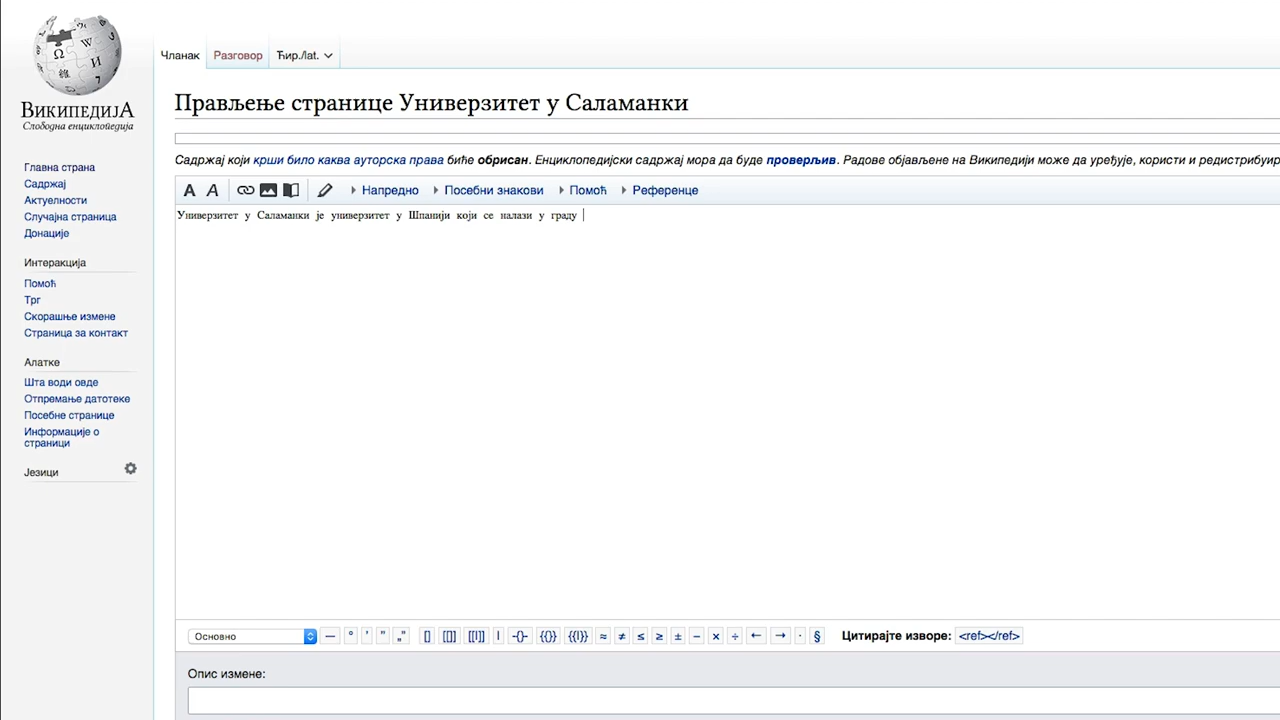 ВикипедијА
Слободна енциклопедија
Чланак Разговор Ћир./lat.
Прављење странице Универзитет у Саламанки
Садржај који крши било каква ауторска права биће обрисан. Енциклопедијски садржај мора да буде проверљив. Радове објављене на Википедији може да уређује, користи и редистрибуир
Главна страна
Садржај
Актуелности
Случајна страница
Донације
Интеракција
Помоћ
Трг
Скорашње измене
Страница за контакт
Алатке
Шта води овде
Отпремање датотеке
Посебне странице
Информације о
страници
Језици
A A Напредно Посебни знакови Помоћ Референце
Универзитет у Саламанки је универзитет у Шпанији који се налази у граду
Основно — ° ′ ″ „” [] [[]] [[|]] | -{}- {{}} {{|}} ≈ ≠ ≤ ≥ ± − × ÷ ← → · § Цитирајте изворе: <ref></ref>
Опис измене: